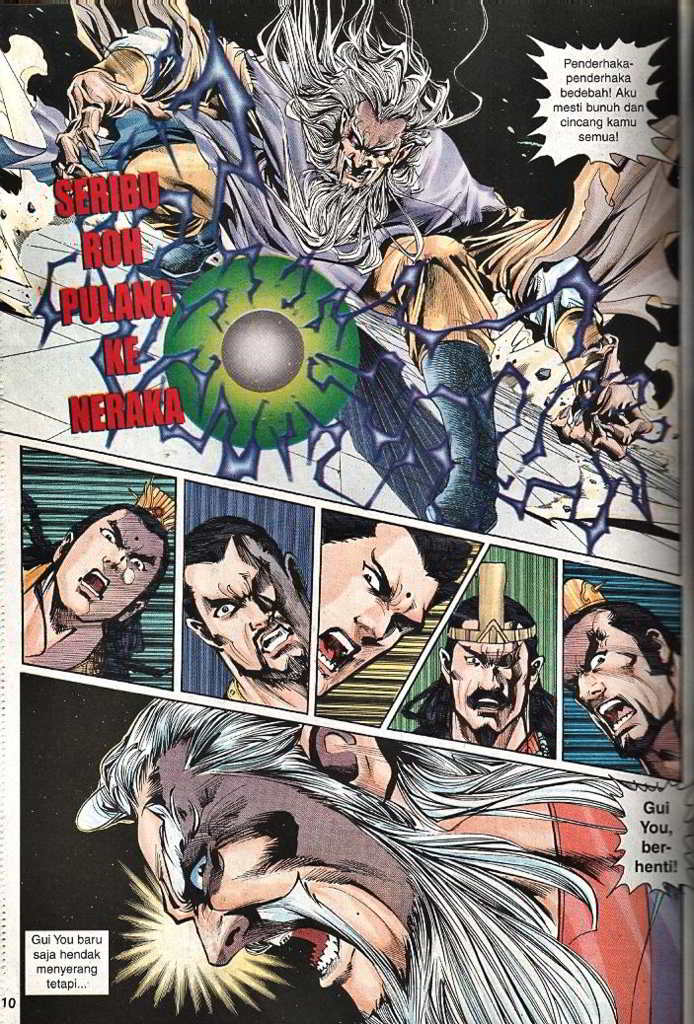 Penderhaka-
penderhaka
bedebah! Aku
mesti bunuh dan
cincang kamu
semua!
SERIBU
ROH
PULANG
KE
NERAKA
Gui
You,
ber-
henti!
Gui You baru
saja hendak
menyerang
tetapi...
10